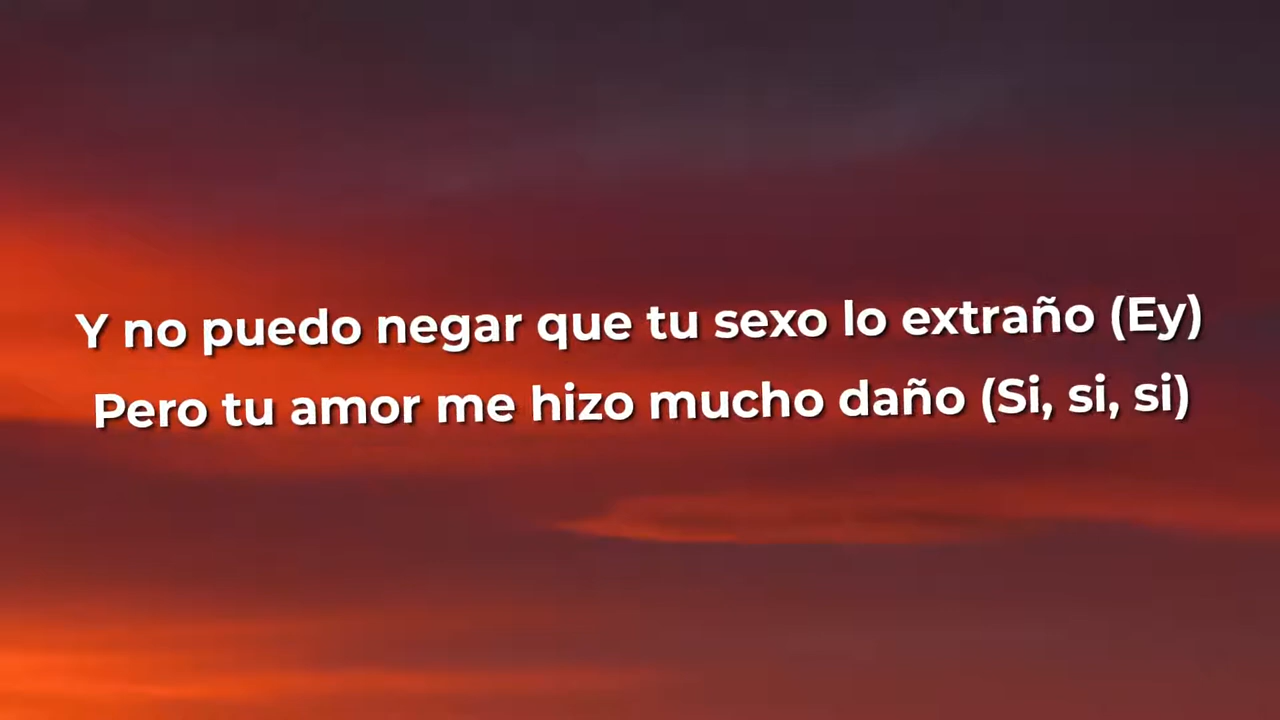 Y no puedo negar que tu sexo lo extraño (Ey)
Pero tu amor me hizo mucho daño (Si, si, si)